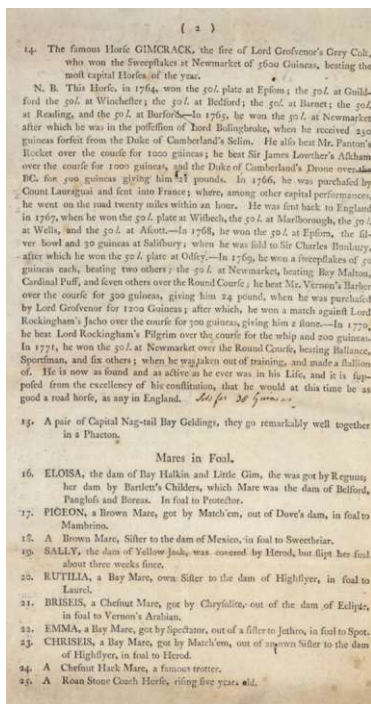 ( 2 )
14. The famous Horse GIMCRACK, the sire of Lord Grosvenor's Grey Colt,
who won the Sweepstakes at Newmarket of 5600 Guineas, beating the
most capital Horses of the year.
N. B. This Horse, in 1764, won the 50l. plate at Epsom; the 50l. at Guild-
ford the 50l. at Winchester; the 50l. at Bedford; the 50l. at Barnet; the 50l.
at Reading, and the 50l. at Burford.—In 1765, he won the 50l. at Newmarket
after which he was in the possession of Lord Bolingbroke, when he received 250
guineas forfeit from the Duke of Cumberland's Selim. He also beat Mr. Panton's
Rocket over the course for 1000 guineas; he beat Sir James Lowther's Ascham
over the course for 1000 guineas, and the Duke of Cumberland's Drone over the
BC. for 500 guineas giving him pounds. In 1766, he was purchased by
Count Lauraguai and sent into France; where, among other capital performances,
he went on the road twenty miles within an hour. He was sent back to England
in 1767, when he won the 50l. plate at Wisbech, the 50l. at Marlborough, the 50l.
at Wells, and the 50l. at Ascott.—In 1768, he won the 50l. at Epsom, the sil-
ver bowl and 30 guineas at Salisbury; when he was sold to Sir Charles Bunbury,
after which he won the 50l. plate at Odsey.—In 1769, he won a sweepstakes of 50
guineas each, beating two others; the 50l. at Newmarket, beating Bay Malton,
Cardinal Puff, and seven others over the Round Course; he beat Mr. Vernon's Barber
over the course for 300 guineas, giving him 24 pound, when he was purchased
by Lord Grosvenor for 1200 Guineas; after which, he won a match against Lord
Rockingham's Jacho over the course for 300 guineas, giving him 2 stone.—In 1770,
he beat Lord Rockingham's Pilgrim over the course for the whip and 200 guineas.
In 1771, he won the 50l. at Newmarket over the Round Course, beating Ballance,
Sportsman, and six others; when he was taken out of training, and made a stallion
of. He is now as sound and as active as he ever was in his Life, and it is sup-
posed from the excellency of his constitution, that he would at this time be as
good a road horse, as any in England.
15. A pair of Capital Nag-tail Bay Geldings, they go remarkably well together
in a Phaeton.
Mares in Foal.
16. ELOISA, the dam of Bay Halkin and Little Gim, she was got by Regulus;
her dam by Bartlett's Childers, which Mare was the dam of Belford,
Pangloss and Boreas. In foal to Protector.
17. PIGEON, a Brown Mare, got by Match'em, out of Dove's dam, in foal to
Mambrino.
18. A Brown Mare, Sister to the dam of Mexico, in foal to Sweetbriar.
19. SALLY, the dam of Yellow Jack, was covered by Herod, but slipt her foal
about three weeks since.
20. RUTILIA, a Bay Mare, own Sister to the dam of Highflyer, in foal to
Laurel.
21. BRISEIS, a Chesnut Mare, got by Chrysolite, out of the dam of Eclipse,
in foal to Vernon's Arabian.
22. EMMA, a Bay Mare, got by Spectator, out of a sister to Jethro, in foal to Spot.
23. CHRISEIS, a Bay Mare, got by Match'em, out of an own Sister to the dam
of Highflyer, in foal to Herod.
24. A Chesnut Hack Mare, a famous trotter.
25. A Roan Stone Coach Horse, rising five years old.